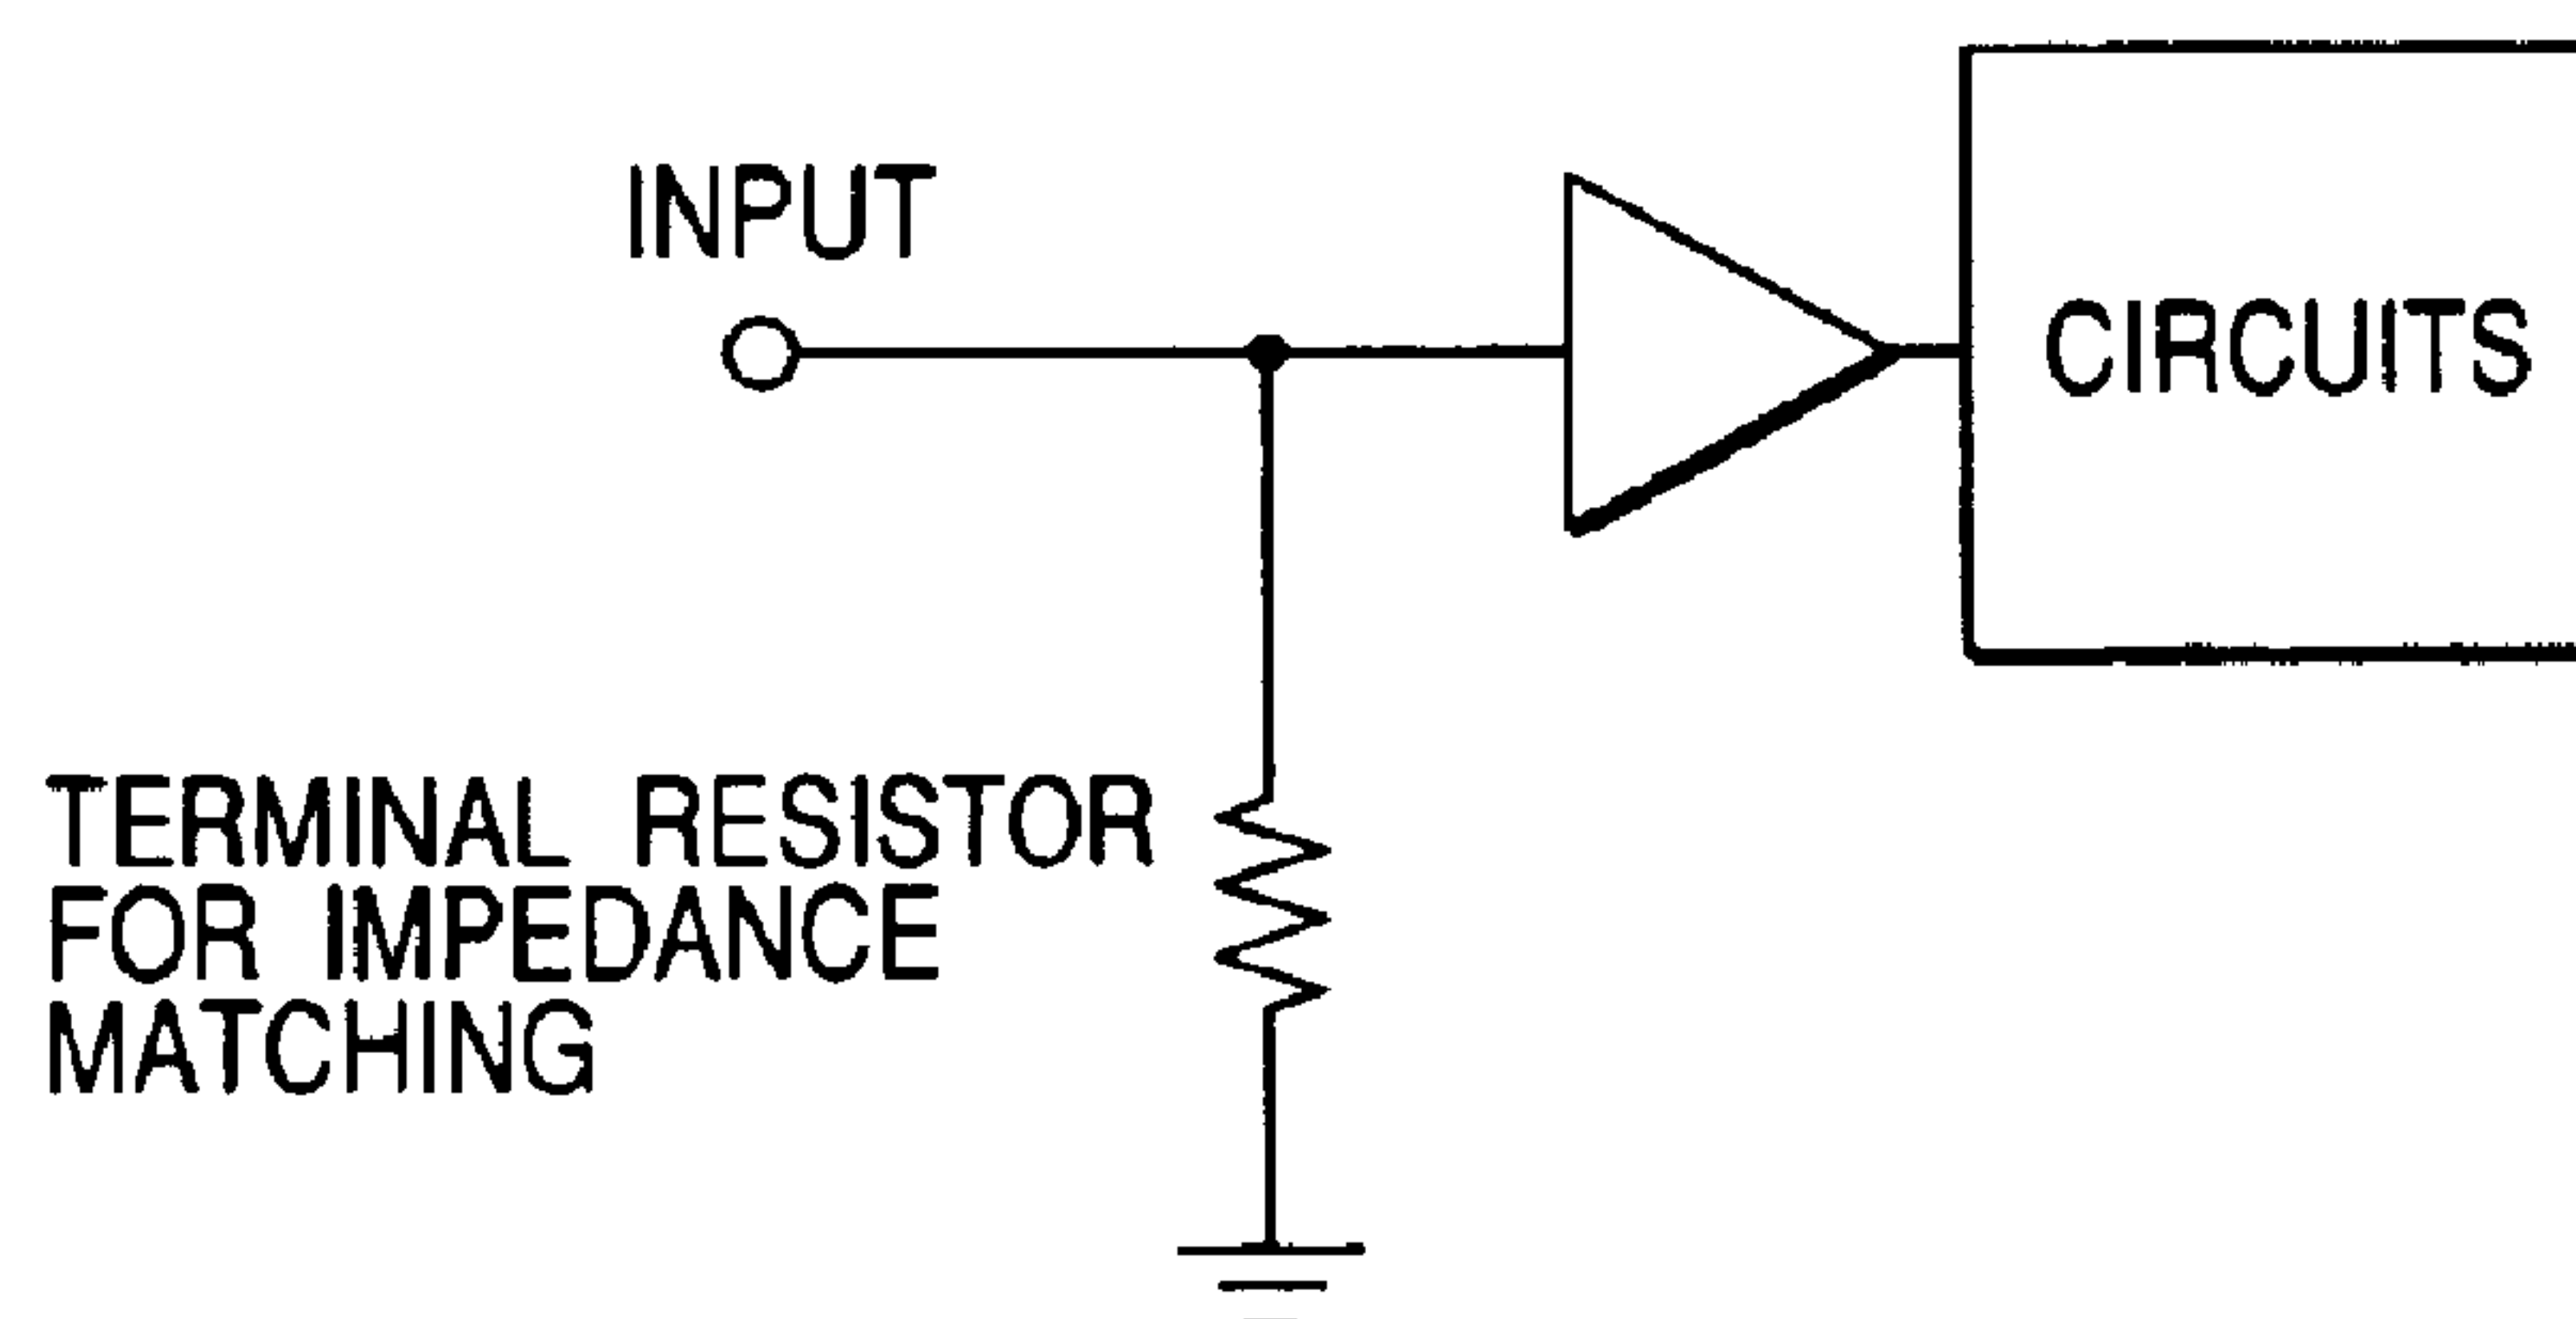 INPUT
CIRCUITS
TERMINAL RESISTOR
FOR IMPEDANCE
MATCHING